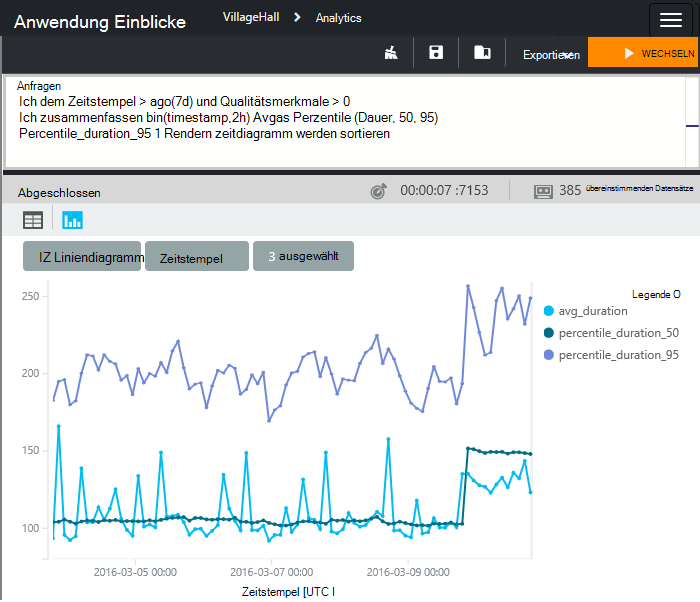 Anwendung Einblicke
VillageHall > Analytics
Exportieren
WECHSELN
Anfragen
Ich dem Zeitstempel > ago(7d) und Qualitätsmerkmale > 0
Ich zusammenfassen bin(timestamp,2h) Avgas Perzentile (Dauer, 50, 95)
Percentile_duration_95 1 Rendern zeitdiagramm werden sortieren
Abgeschlossen
00:00:07 :7153
385 übereinstimmenden Datensätze
IZ Liniendiagramm
Zeitstempel
3 ausgewählt
Legende O
avg_duration
percentile_duration_50
percentile_duration_95
250
200
150
100
2016-03-05 00:00
2016-03-07 00:00
2016-03-09 00:00
Zeitstempel [UTC I